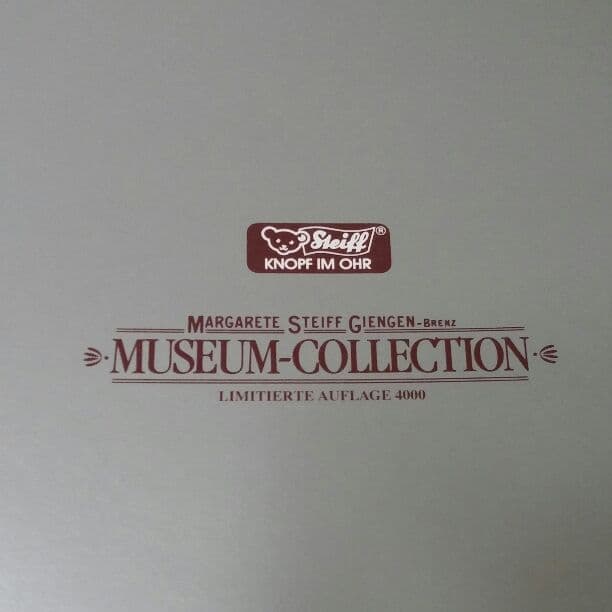 Steiff®
KNOPF IM OHR
MARGARETE STEIFF GIENGEN-BRENZ
MUSEUM-COLLECTION
LIMITIERTE AUFLAGE 4000